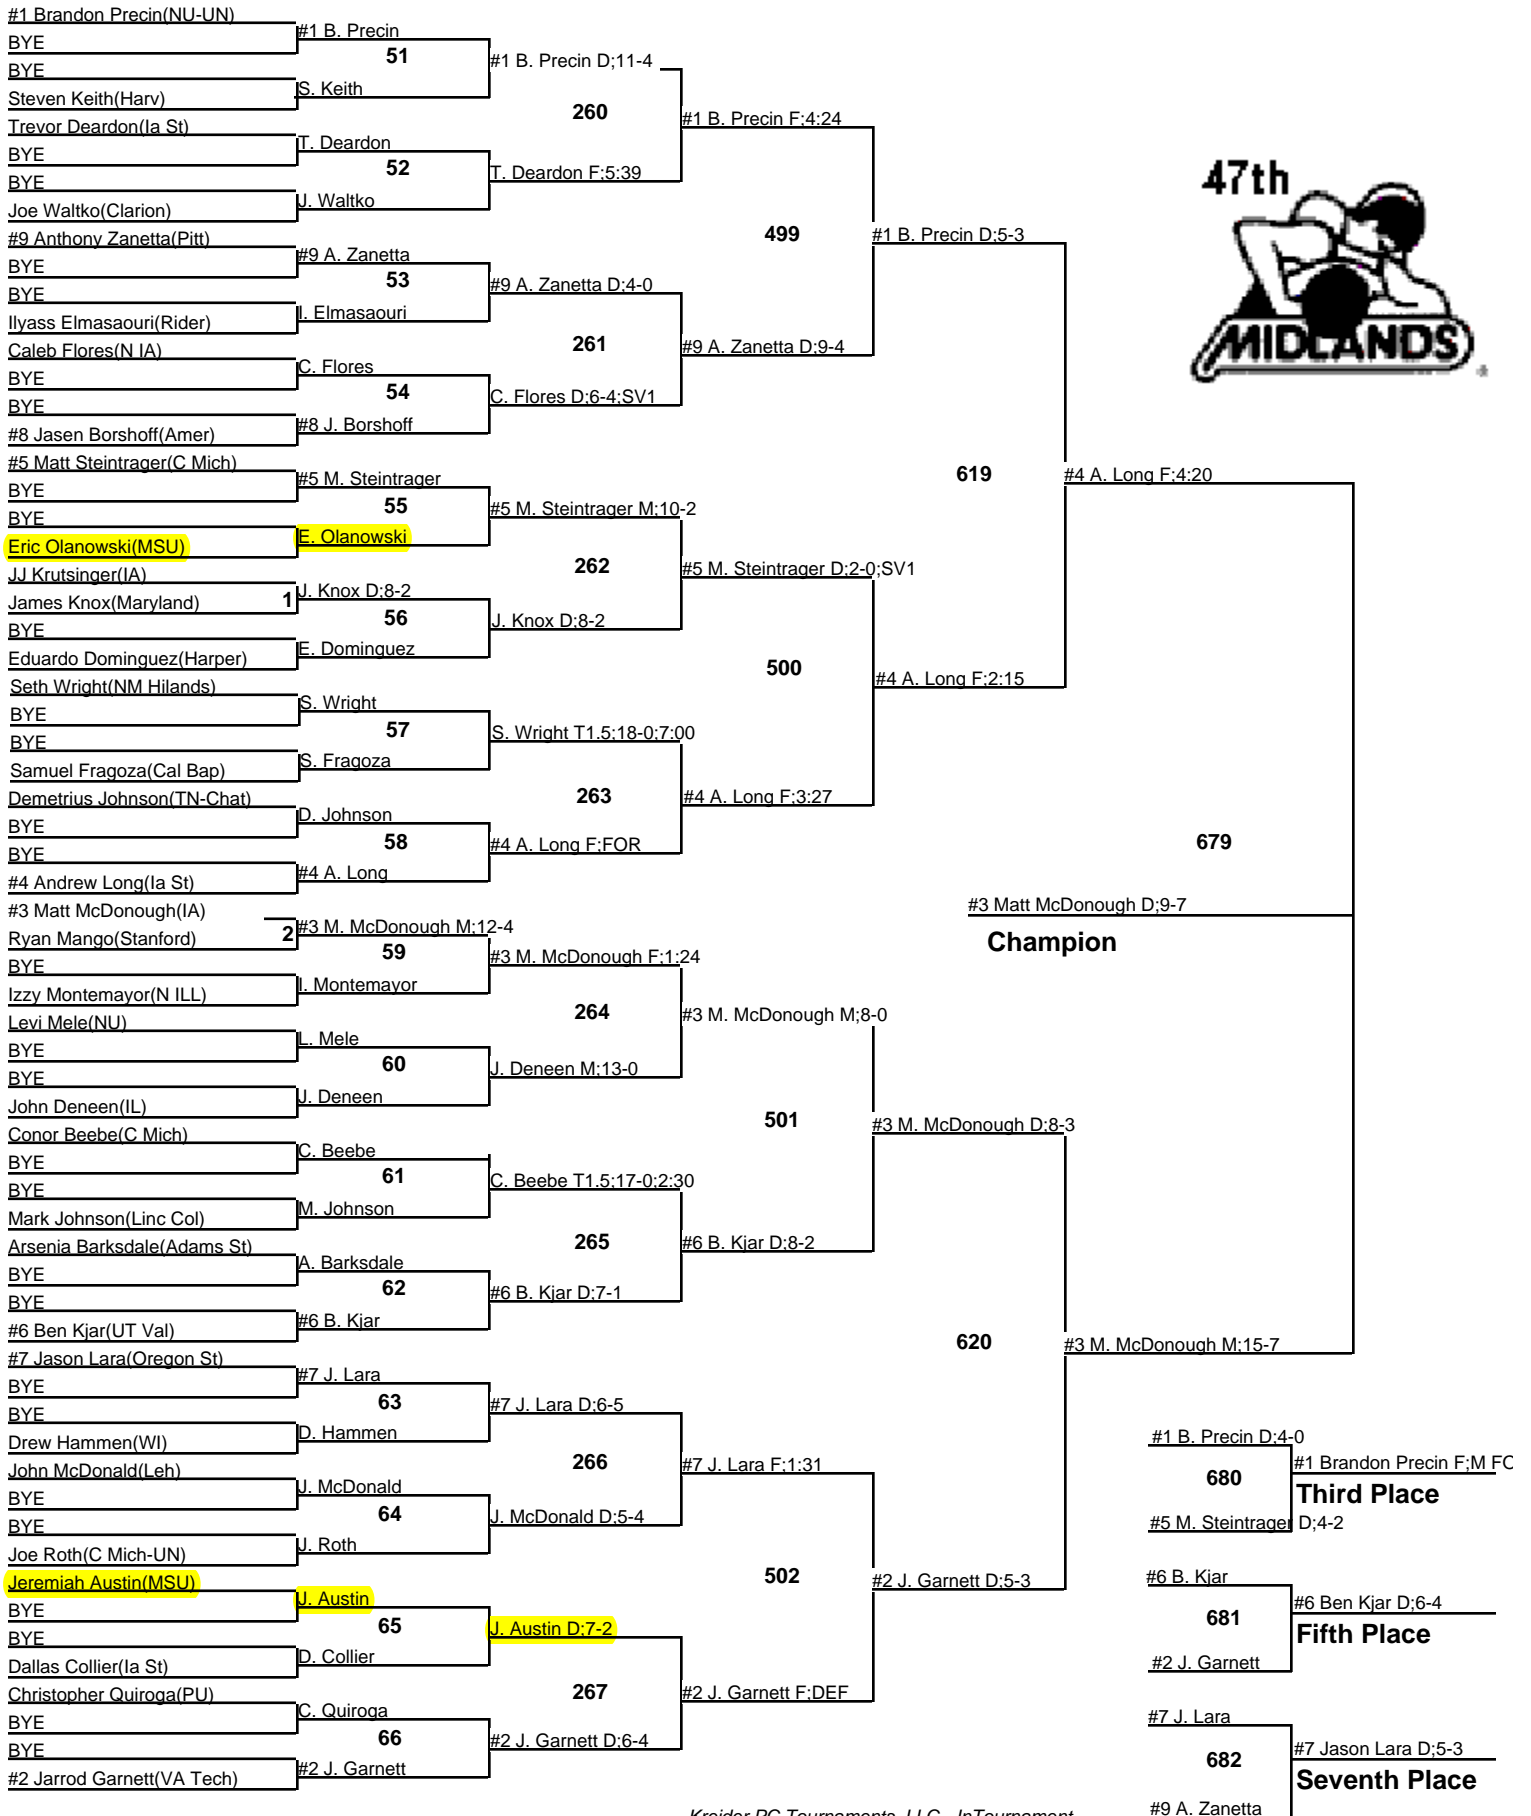 #1 Brandon Precin(NU-UN)
BYE
BYE
Steven Keith(Harv)
Trevor Deardon(Ia St)
BYE
BYE
Joe Waltko(Clarion)
#9 Anthony Zanetta(Pitt)
BYE
BYE
Ilyass Elmasaouri(Rider)
Caleb Flores(N IA)
BYE
BYE
#8 Jasen Borshoff(Amer)
#5 Matt Steintrager(C Mich)
BYE
BYE
Eric Olanowski(MSU)
JJ Krutsinger(IA)
James Knox(Maryland)
1
BYE
Eduardo Dominguez(Harper)
Seth Wright(NM Hilands)
BYE
BYE
Samuel Fragoza(Cal Bap)
Demetrius Johnson(TN-Chat)
BYE
BYE
#4 Andrew Long(Ia St)
#3 Matt McDonough(IA)
Ryan Mango(Stanford)
2
BYE
Izzy Montemayor(N ILL)
Levi Mele(NU)
BYE
BYE
John Deneen(IL)
Conor Beebe(C Mich)
BYE
BYE
Mark Johnson(Linc Col)
Arsenia Barksdale(Adams St)
BYE
BYE
#6 Ben Kjar(UT Val)
#7 Jason Lara(Oregon St)
BYE
BYE
Drew Hammen(WI)
John McDonald(Leh)
BYE
BYE
Joe Roth(C Mich-UN)
Jeremiah Austin(MSU)
BYE
BYE
Dallas Collier(Ia St)
Christopher Quiroga(PU)
BYE
BYE
#2 Jarrod Garnett(VA Tech)
#1 B. Precin
51
S. Keith
T. Deardon
52
J. Waltko
#9 A. Zanetta
53
I. Elmasaouri
C. Flores
54
#8 J. Borshoff
#5 M. Steintrager
55
E. Olanowski
J. Knox D;8-2
56
E. Dominguez
S. Wright
57
S. Fragoza
D. Johnson
58
#4 A. Long
#3 M. McDonough M;12-4
59
I. Montemayor
L. Mele
60
J. Deneen
C. Beebe
61
M. Johnson
A. Barksdale
62
#6 B. Kjar
#7 J. Lara
63
D. Hammen
J. McDonald
64
J. Roth
J. Austin
65
D. Collier
C. Quiroga
66
#2 J. Garnett
#1 B. Precin D;11-4
260
T. Deardon F;5:39
#9 A. Zanetta D;4-0
261
C. Flores D;6-4;SV1
#5 M. Steintrager M;10-2
262
J. Knox D;8-2
S. Wright T1.5;18-0;7:00
263
#4 A. Long F;FOR
#3 M. McDonough F;1:24
264
J. Deneen M;13-0
C. Beebe T1.5;17-0;2:30
265
#6 B. Kjar D;7-1
#7 J. Lara D;6-5
266
J. McDonald D;5-4
J. Austin D;7-2
267
#2 J. Garnett D;6-4
#1 B. Precin F;4:24
499
#9 A. Zanetta D;9-4
#5 M. Steintrager D;2-0;SV1
500
#4 A. Long F;3:27
#3 M. McDonough M;8-0
501
#6 B. Kjar D;8-2
#7 J. Lara F;1:31
502
#2 J. Garnett F;DEF
#1 B. Precin D;5-3
619
#4 A. Long F;2:15
#3 M. McDonough D;8-3
620
#2 J. Garnett D;5-3
#4 A. Long F;4:20
679
#3 M. McDonough M;15-7
#3 Matt McDonough D;9-7
Champion
47th
MIDLANDS
#1 B. Precin D;4-0
680
#5 M. Steintrager D;4-2
#1 Brandon Precin F;M FO
Third Place
#6 B. Kjar
681
#2 J. Garnett
#6 Ben Kjar D;6-4
Fifth Place
#7 J. Lara
682
#9 A. Zanetta
#7 Jason Lara D;5-3
Seventh Place
Kreider PC Tournaments, LLC - InTournament